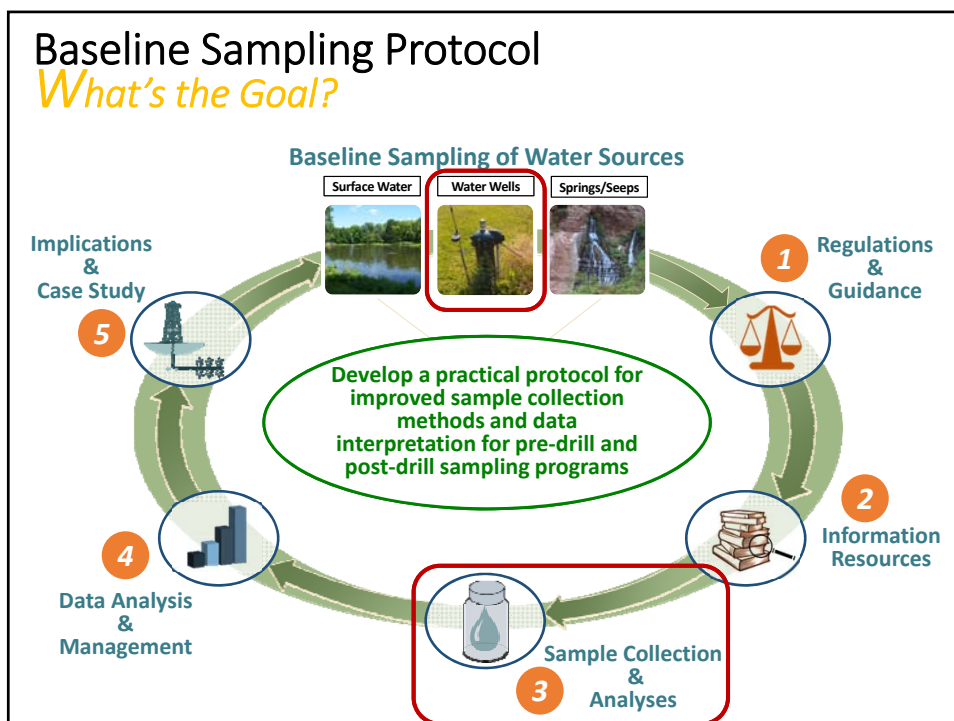 Baseline Sampling Protocol
What's the Goal?
Baseline Sampling of Water Sources
Surface Water
Water Wells
Springs/Seeps
1
Regulations
&
Guidance
2
Information
Resources
3
Sample Collection
&
Analyses
4
Data Analysis
&
Management
5
Implications
&
Case Study
Develop a practical protocol for
improved sample collection
methods and data
interpretation for pre-drill and
post-drill sampling programs